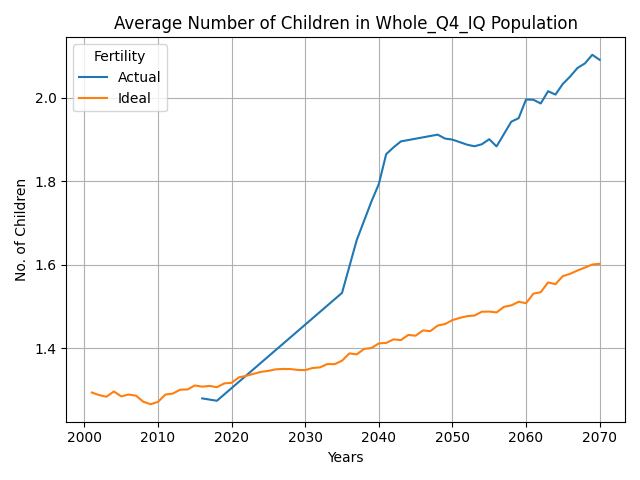 Average Number of Children in Whole_Q4_IQ Population
Fertility
Actual
Ideal
No. of Children
2.0
1.8
1.6
1.4
2000 2010 2020 2030 2040 2050 2060 2070
Years